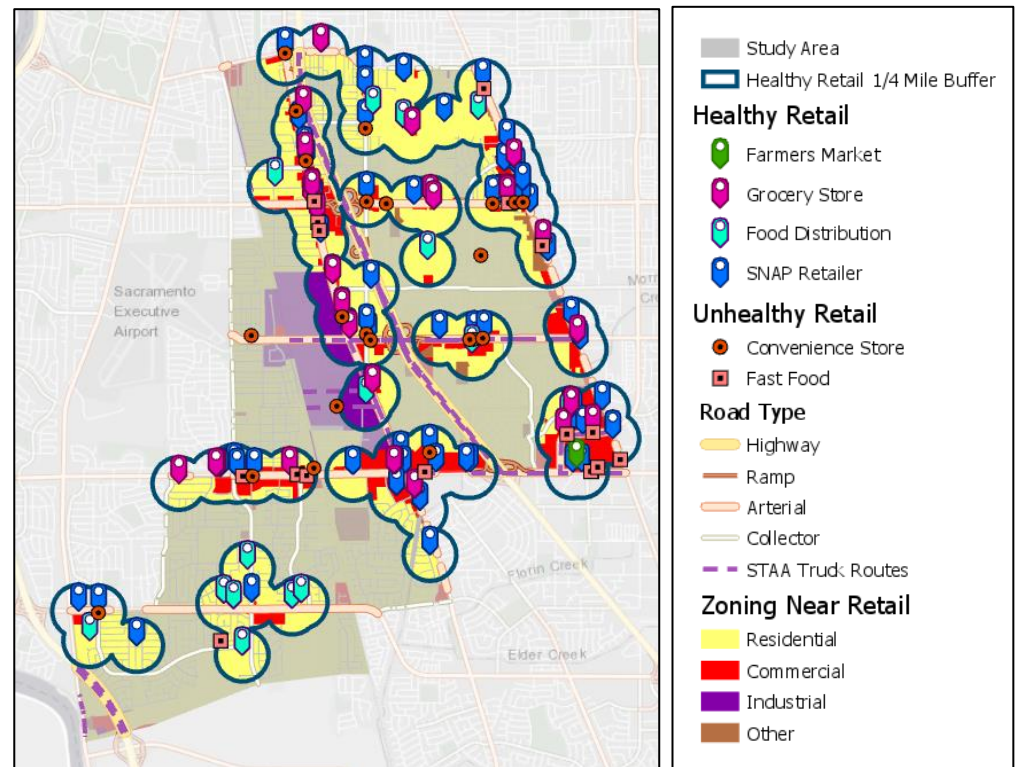 Sacramento
Executive
Airport
Florin Creek
Elder Creek
Study Area
Healthy Retail 1/4 Mile Buffer
Healthy Retail
Farmers Market
Grocery Store
Food Distribution
SNAP Retailer
Unhealthy Retail
Convenience Store
Fast Food
Road Type
Highway
Ramp
Arterial
Collector
STAA Truck Routes
Zoning Near Retail
Residential
Commercial
Industrial
Other